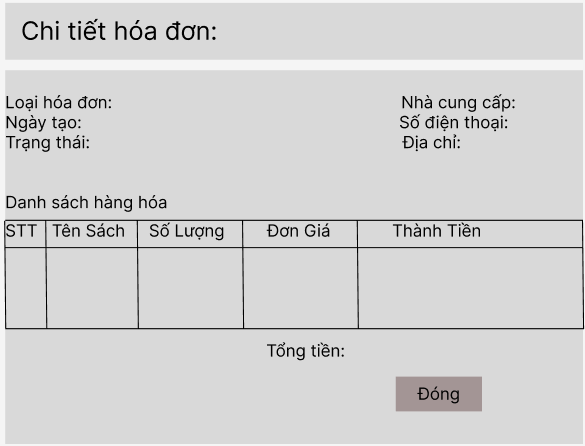 Chi tiết hóa đơn:
Loại hóa đơn: Nhà cung cấp:
Ngày tạo: Số điện thoại:
Trạng thái: Địa chỉ:
Danh sách hàng hóa
STT Tên Sách Số Lượng Đơn Giá Thành Tiền
Tổng tiền:
Đóng